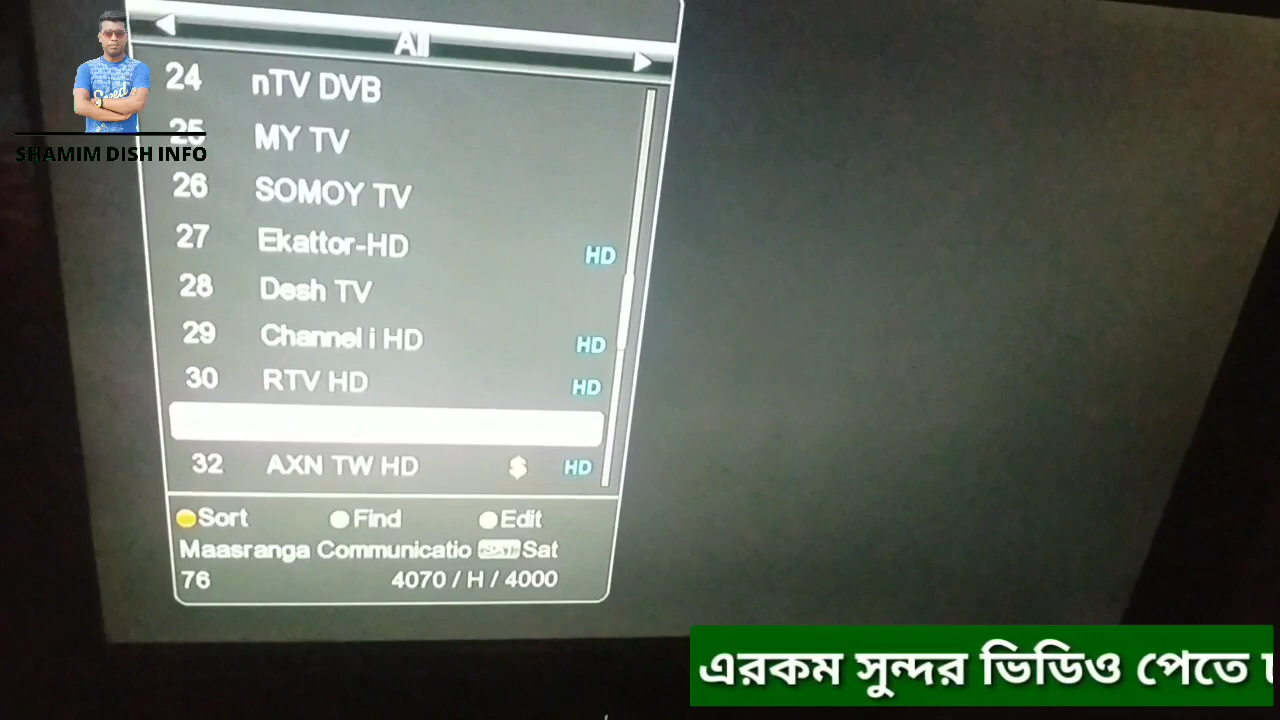 All
24 nTV DVB
25 MY TV
SHAMIM DISH INFO
26 SOMOY TV
27 Ekattor-HD HD
28 Desh TV
29 Channel i HD HD
30 RTV HD HD
32 AXN TW HD $ HD
Sort Find Edit
Maasranga Communicatio SAT Sat
76 4070 / H / 4000
এরকম সুন্দর ভিডিও পেতে